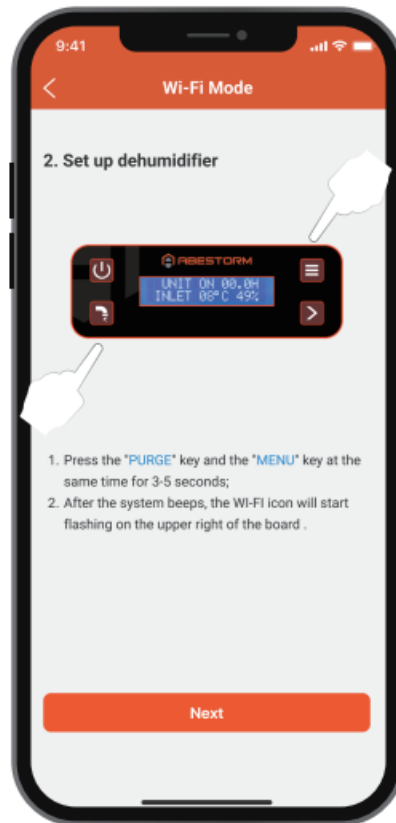 9:41
Wi-Fi Mode
2. Set up dehumidifier
ABESTORM
UNIT ON 00.0H
INLET 08°C 49%
1. Press the "PURGE" key and the "MENU" key at the
same time for 3-5 seconds;
2. After the system beeps, the WI-FI icon will start
flashing on the upper right of the board .
Next